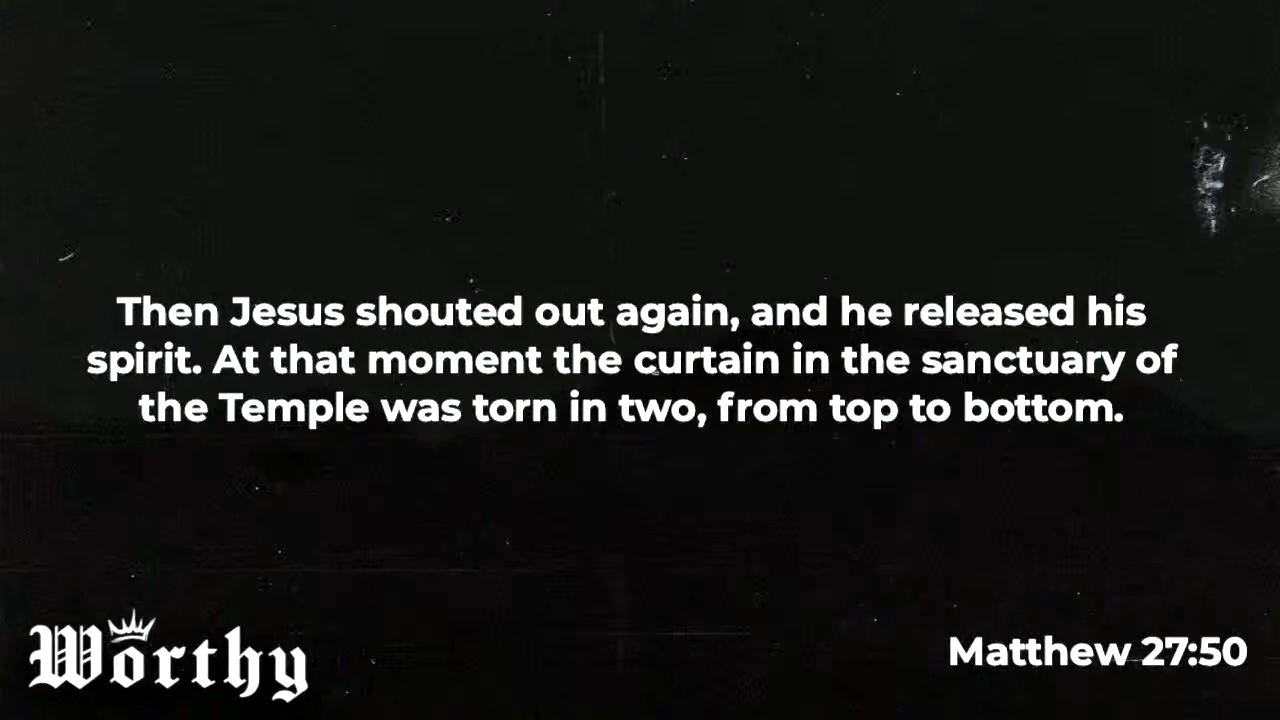 Then Jesus shouted out again, and he released his
spirit. At that moment the curtain in the sanctuary of
the Temple was torn in two, from top to bottom.
Worthy
Matthew 27:50